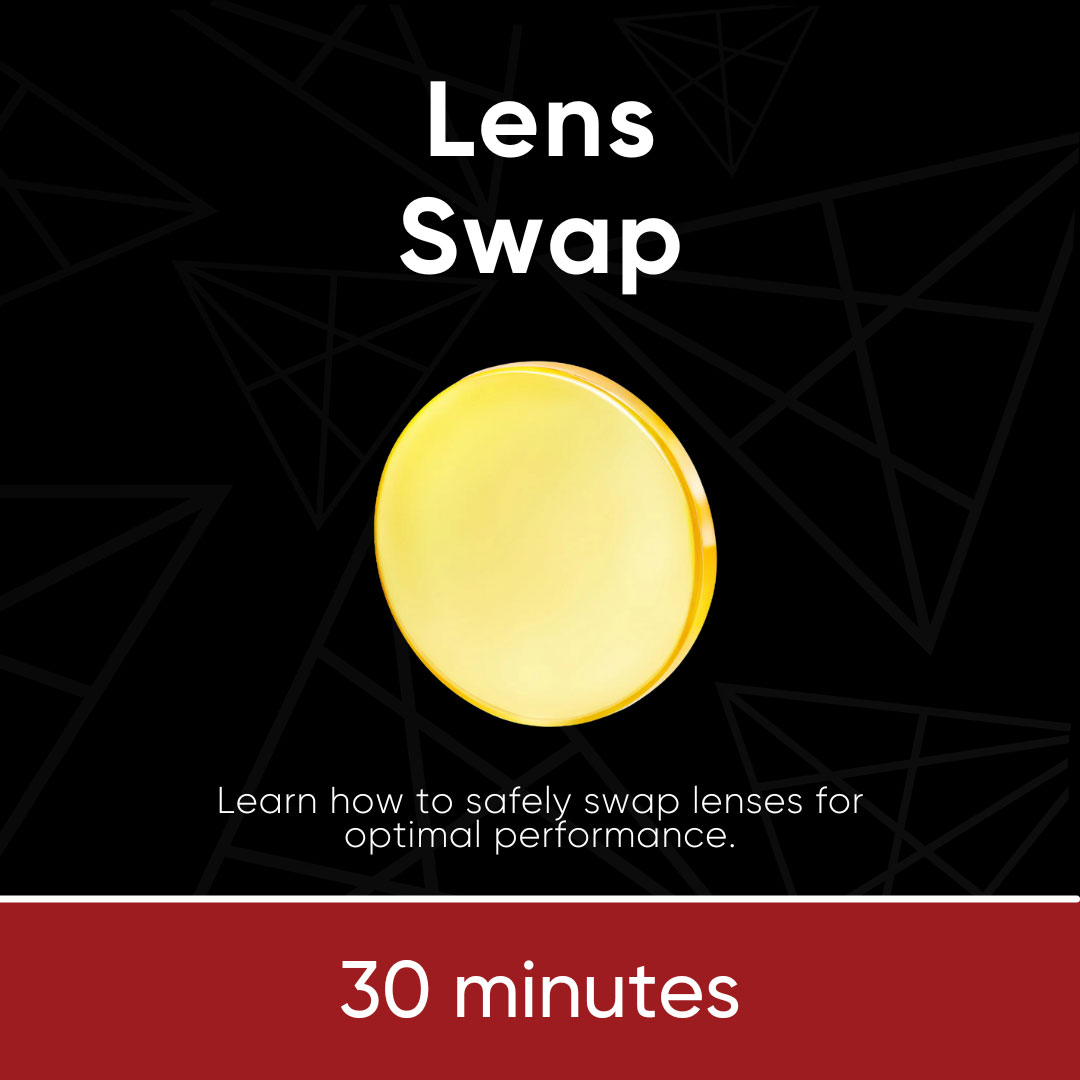 Lens
Swap
Learn how to safely swap lenses for
optimal performance.
30 minutes